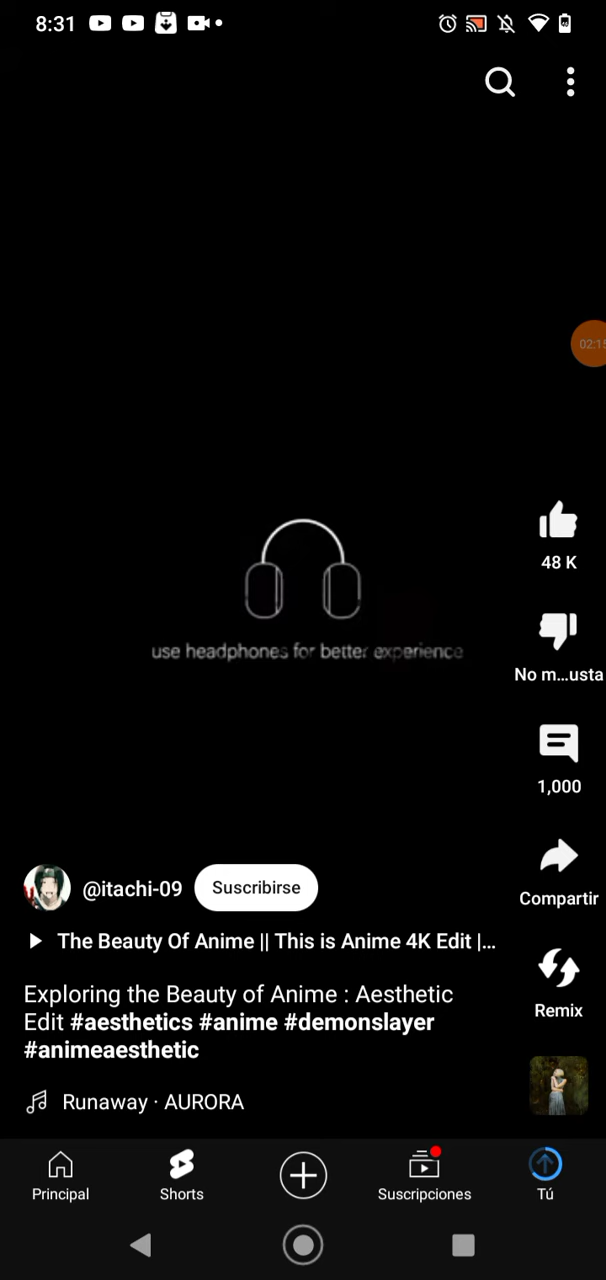 8:31
02:15
use headphones for better experience
48 K
No m...usta
1,000
Compartir
Remix
@itachi-09
Suscribirse
The Beauty Of Anime || This is Anime 4K Edit |...
Exploring the Beauty of Anime : Aesthetic
Edit #aesthetics #anime #demonslayer
#animeaesthetic
Runaway · AURORA
Principal
Shorts
Suscripciones
Tú